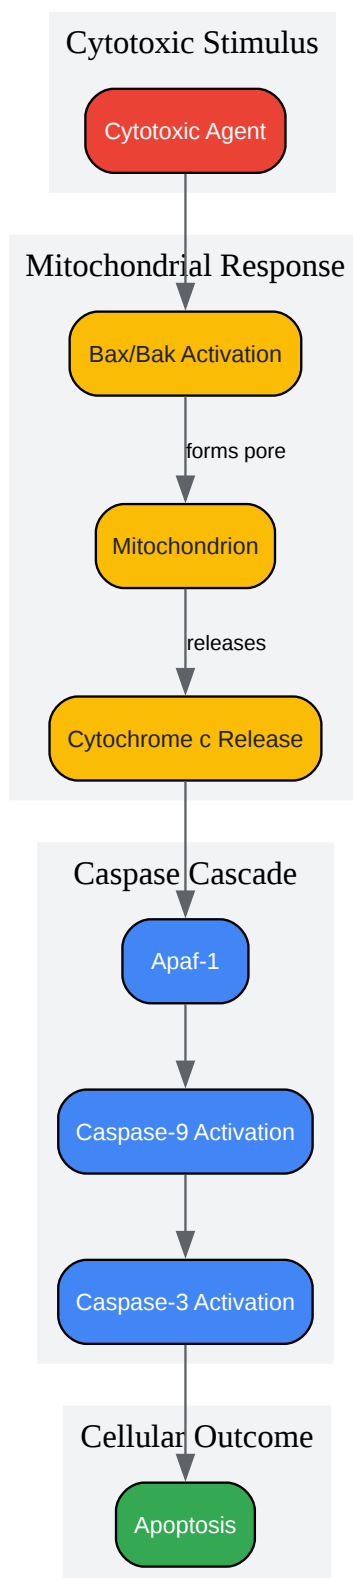 Cytotoxic Stimulus
Cytotoxic Agent
Mitochondrial Response
Bax/Bak Activation
forms pore
Mitochondrion
releases
Cytochrome c Release
Caspase Cascade
Apaf-1
Caspase-9 Activation
Caspase-3 Activation
Cellular Outcome
Apoptosis